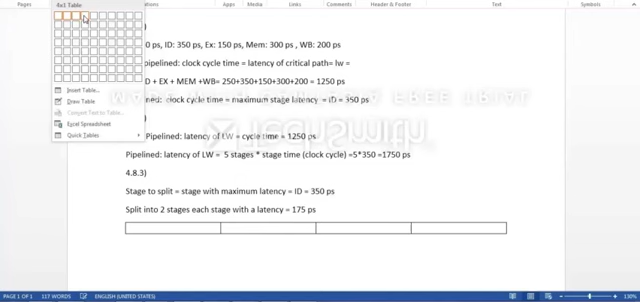 Pages Tables Illustrations Apps Media Links Comments Header & Footer Text Symbols
4x1 Table
Insert Table...
Draw Table
Convert Text to Table...
Excel Spreadsheet
Quick Tables
0 ps, ID: 350 ps, Ex: 150 ps, Mem: 300 ps , WB: 200 ps
pipelined: clock cycle time = latency of critical path= lw =
D + EX + MEM +WB= 250+350+150+300+200 = 1250 ps
ined: clock cycle time = maximum stage latency = ID = 350 ps
Pipelined: latency of LW = cycle time = 1250 ps
Pipelined: latency of LW = 5 stages * stage time (clock cycle) =5*350 =1750 ps
4.8.3)
Stage to split = stage with maximum latency = ID = 350 ps
Split into 2 stages each stage with a latency = 175 ps
PAGE 1 OF 1 117 WORDS ENGLISH (UNITED STATES) 130%